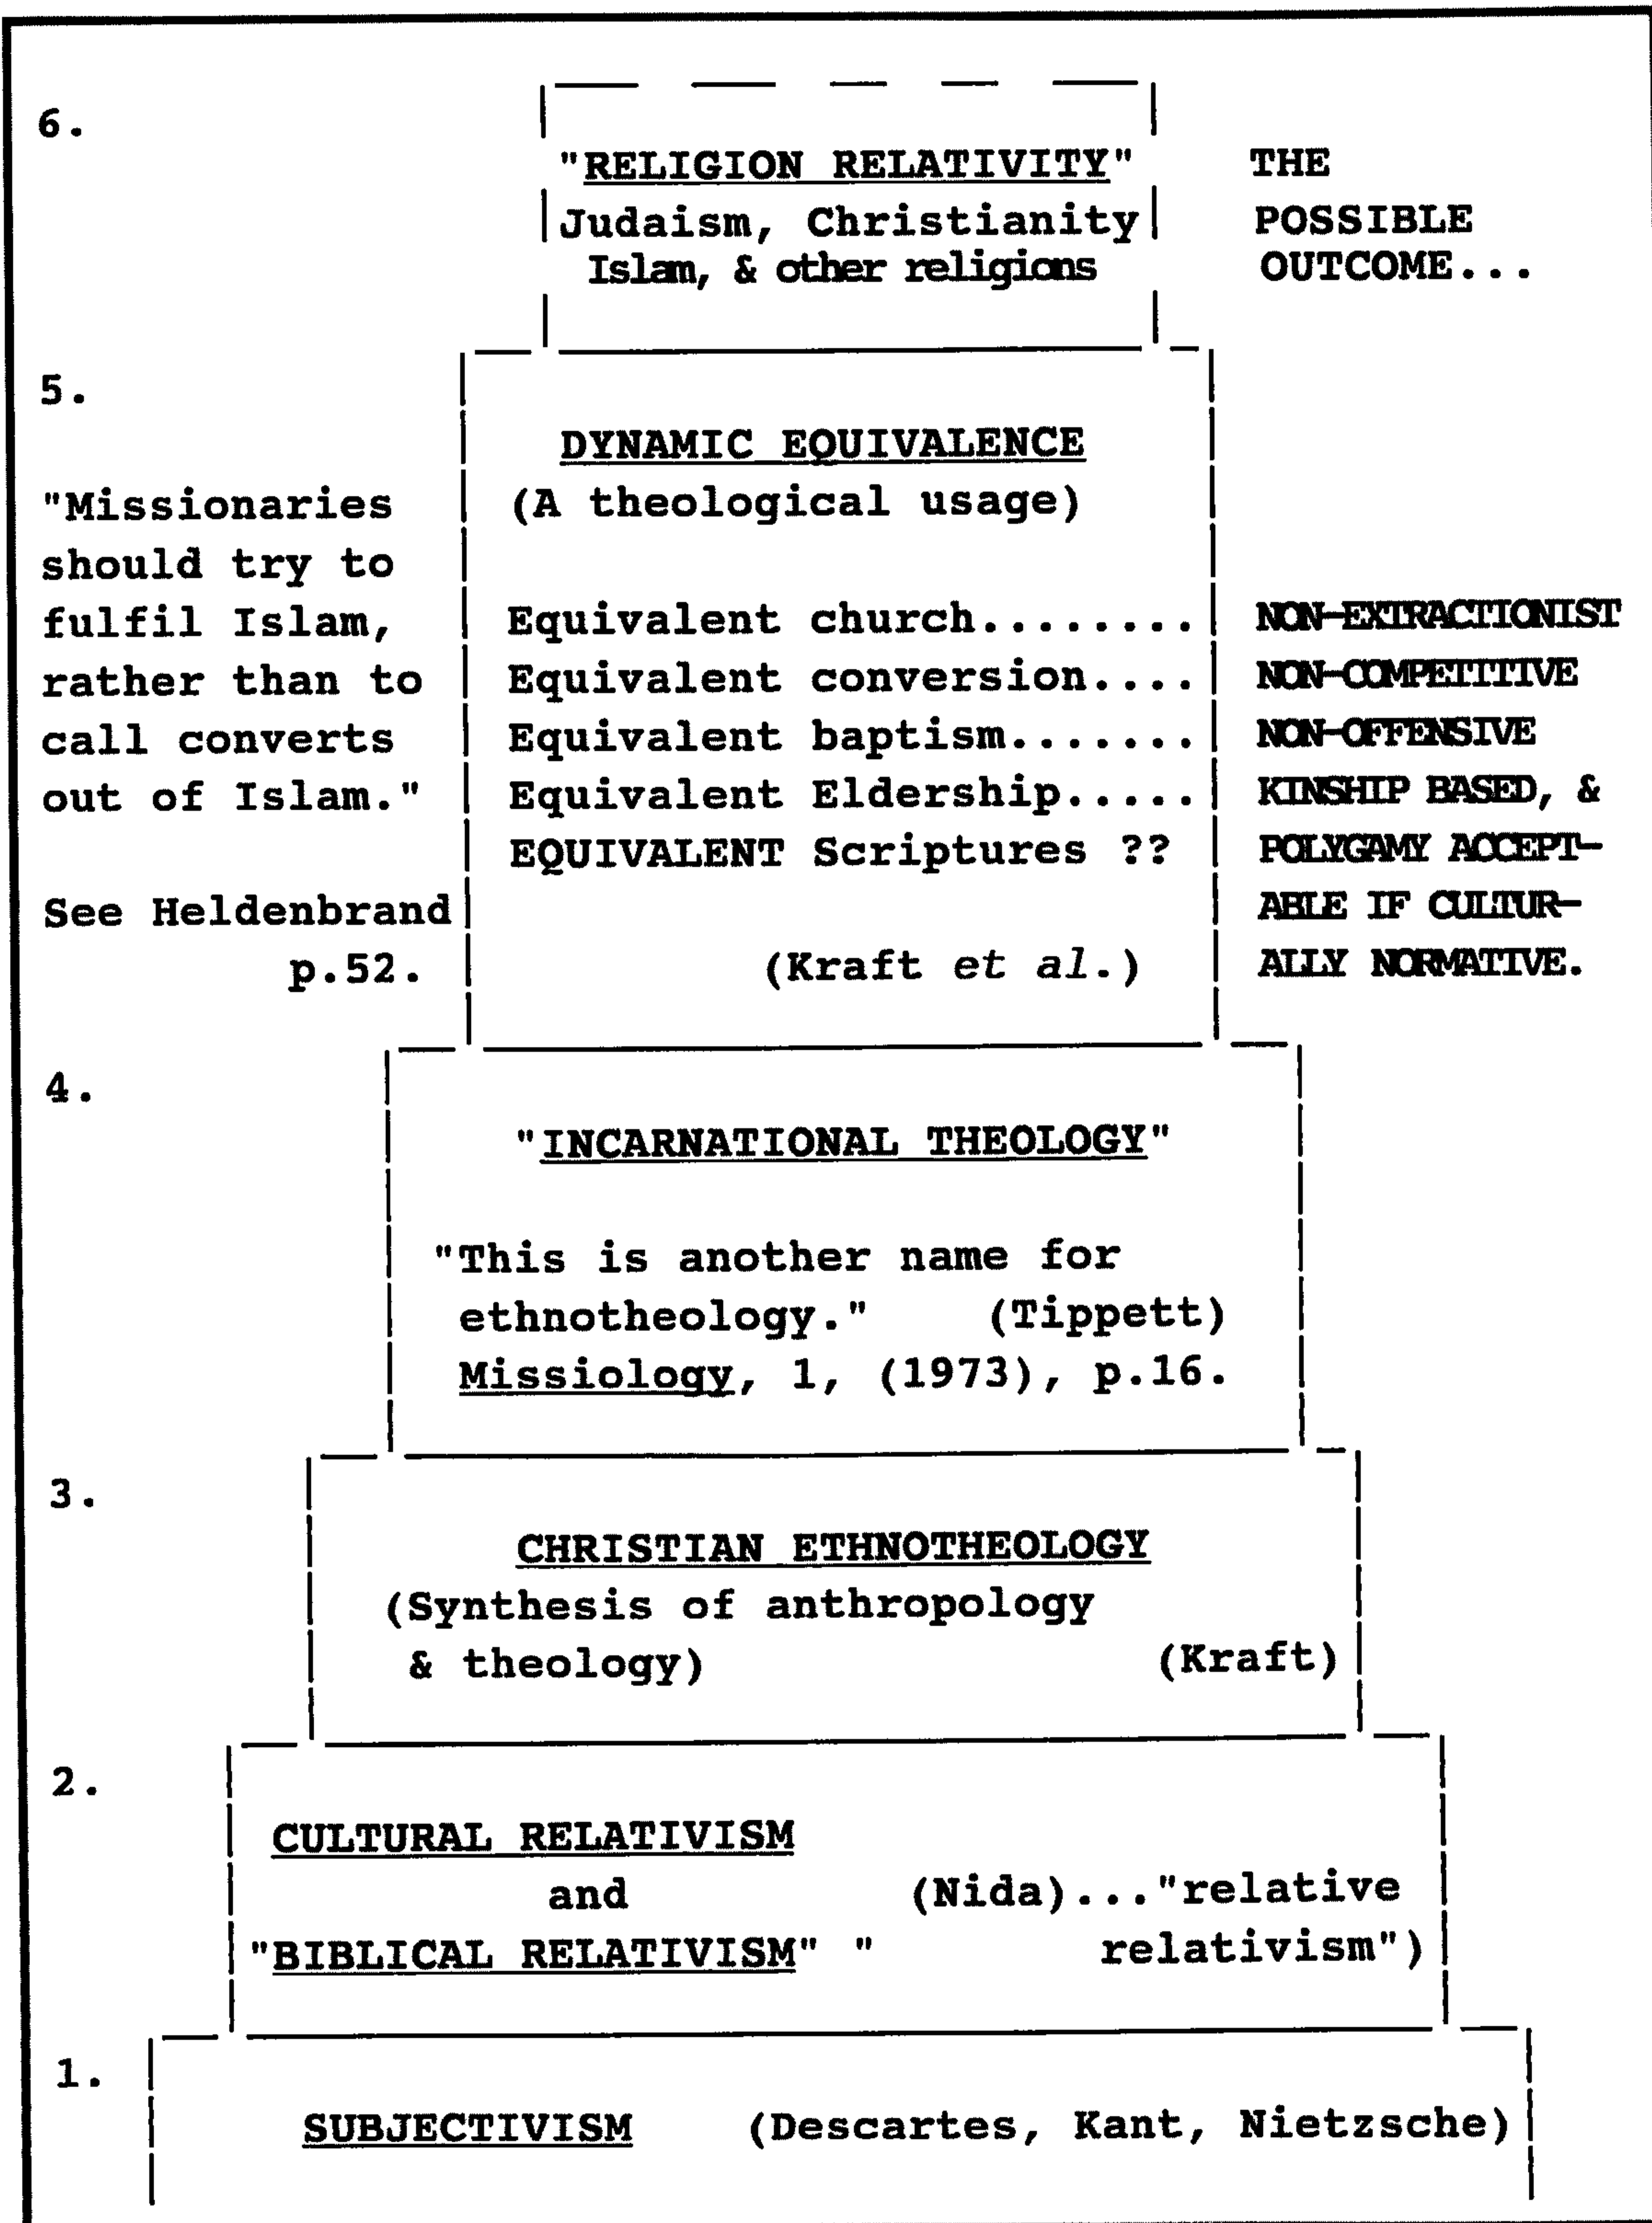 6.
"RELIGION RELATIVITY" THE
Judaism, Christianity POSSIBLE
Islam, & other religions OUTCOME...
5.
DYNAMIC EQUIVALENCE
"Missionaries (A theological usage)
should try to
fulfil Islam, Equivalent church........ NON-EXTRACTIONIST
rather than to Equivalent conversion.... NON-COMPETITIVE
call converts Equivalent baptism....... NON-OFFENSIVE
out of Islam." Equivalent Eldership..... KINSHIP BASED, &
EQUIVALENT Scriptures ?? POLYGAMY ACCEPT-
See Heldenbrand ABLE IF CULTUR-
p.52. (Kraft et al.) ALLY NORMATIVE.
4.
"INCARNATIONAL THEOLOGY"
"This is another name for
ethnotheology." (Tippett)
Missiology, 1, (1973), p.16.
3.
CHRISTIAN ETHNOTHEOLOGY
(Synthesis of anthropology
& theology) (Kraft)
2.
CULTURAL RELATIVISM
and (Nida)..."relative
"BIBLICAL RELATIVISM" " relativism")
1.
SUBJECTIVISM (Descartes, Kant, Nietzsche)